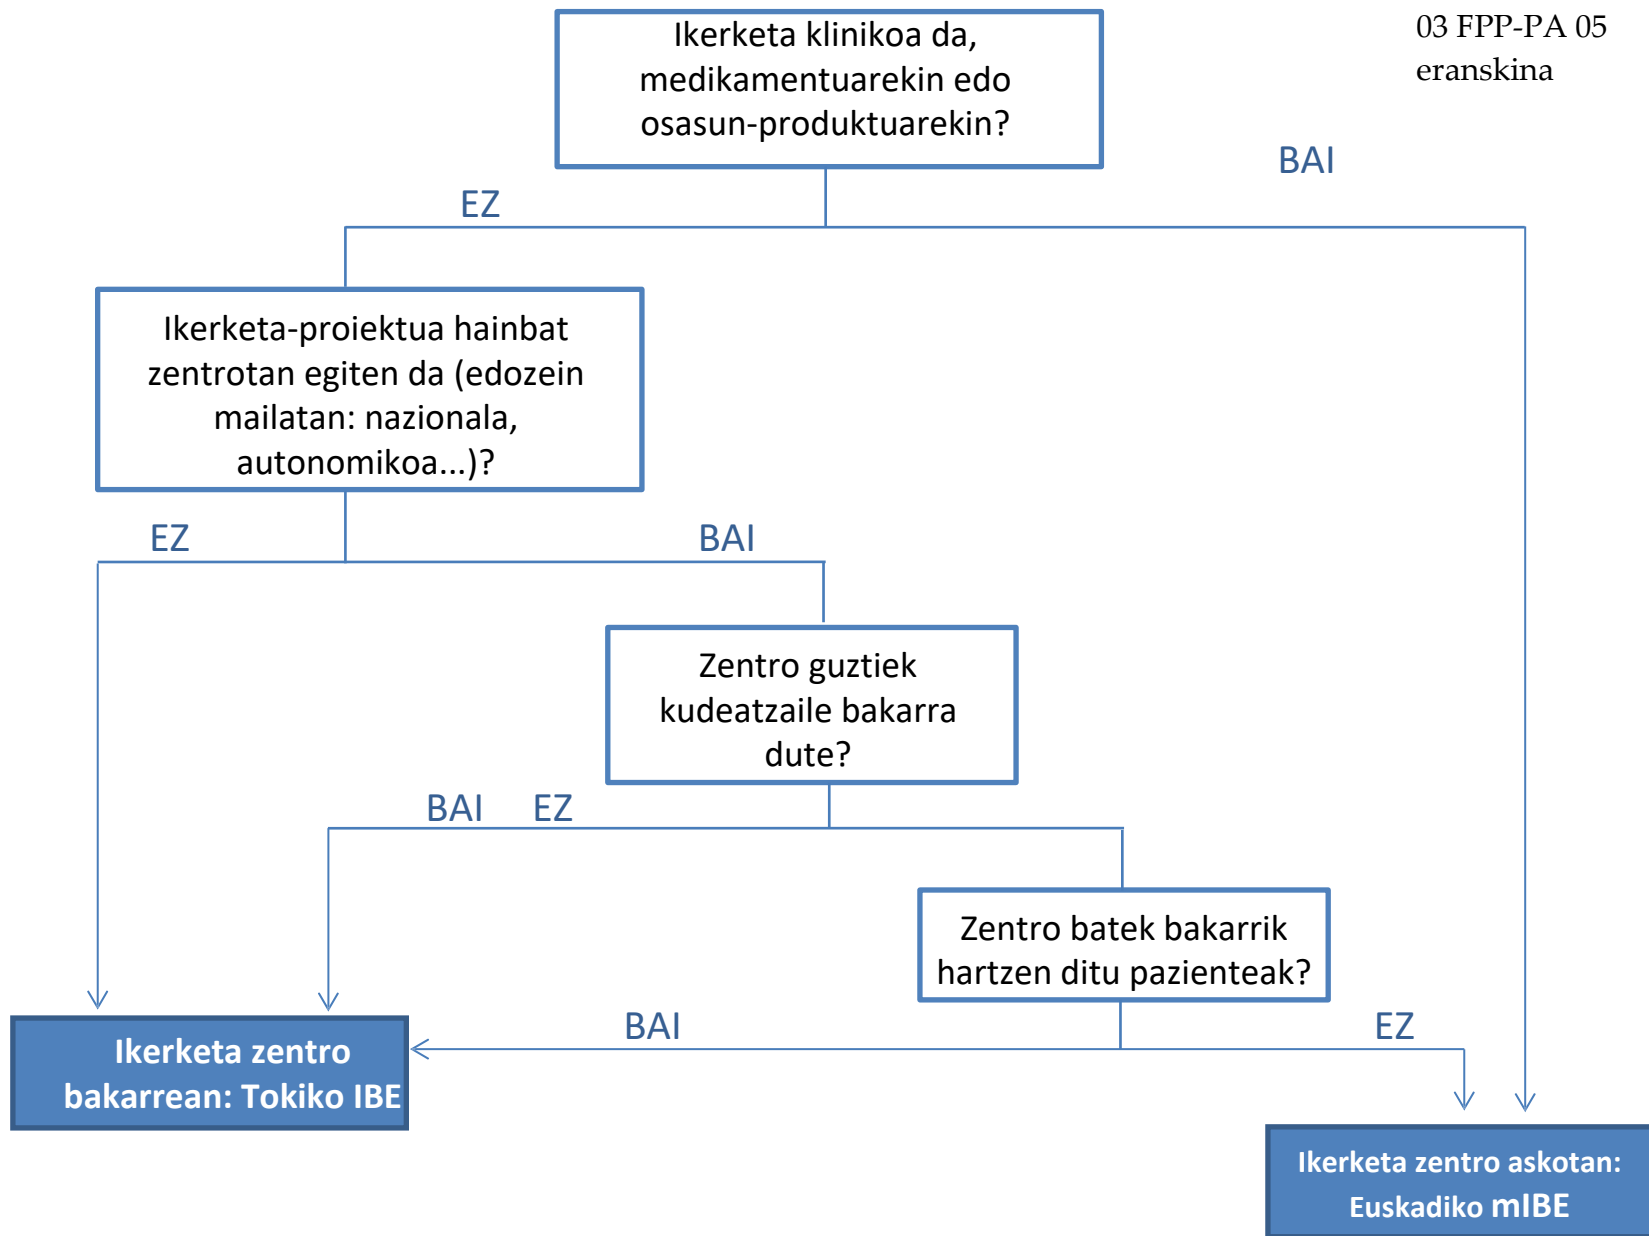 03 FPP-PA 05
eranskina
Ikerketa klinikoa da,
medikamentuarekin edo
osasun-produktuarekin?
BAI
EZ
Ikerketa-proiektua hainbat
zentrotan egiten da (edozein
mailatan: nazionala,
autonomikoa...)?
EZ
BAI
Zentro guztiek
kudeatzaile bakarra
dute?
BAI EZ
Zentro batek bakarrik
hartzen ditu pazienteak?
BAI
EZ
Ikerketa zentro
bakarrean: Tokiko IBE
Ikerketa zentro askotan:
Euskadiko mIBE